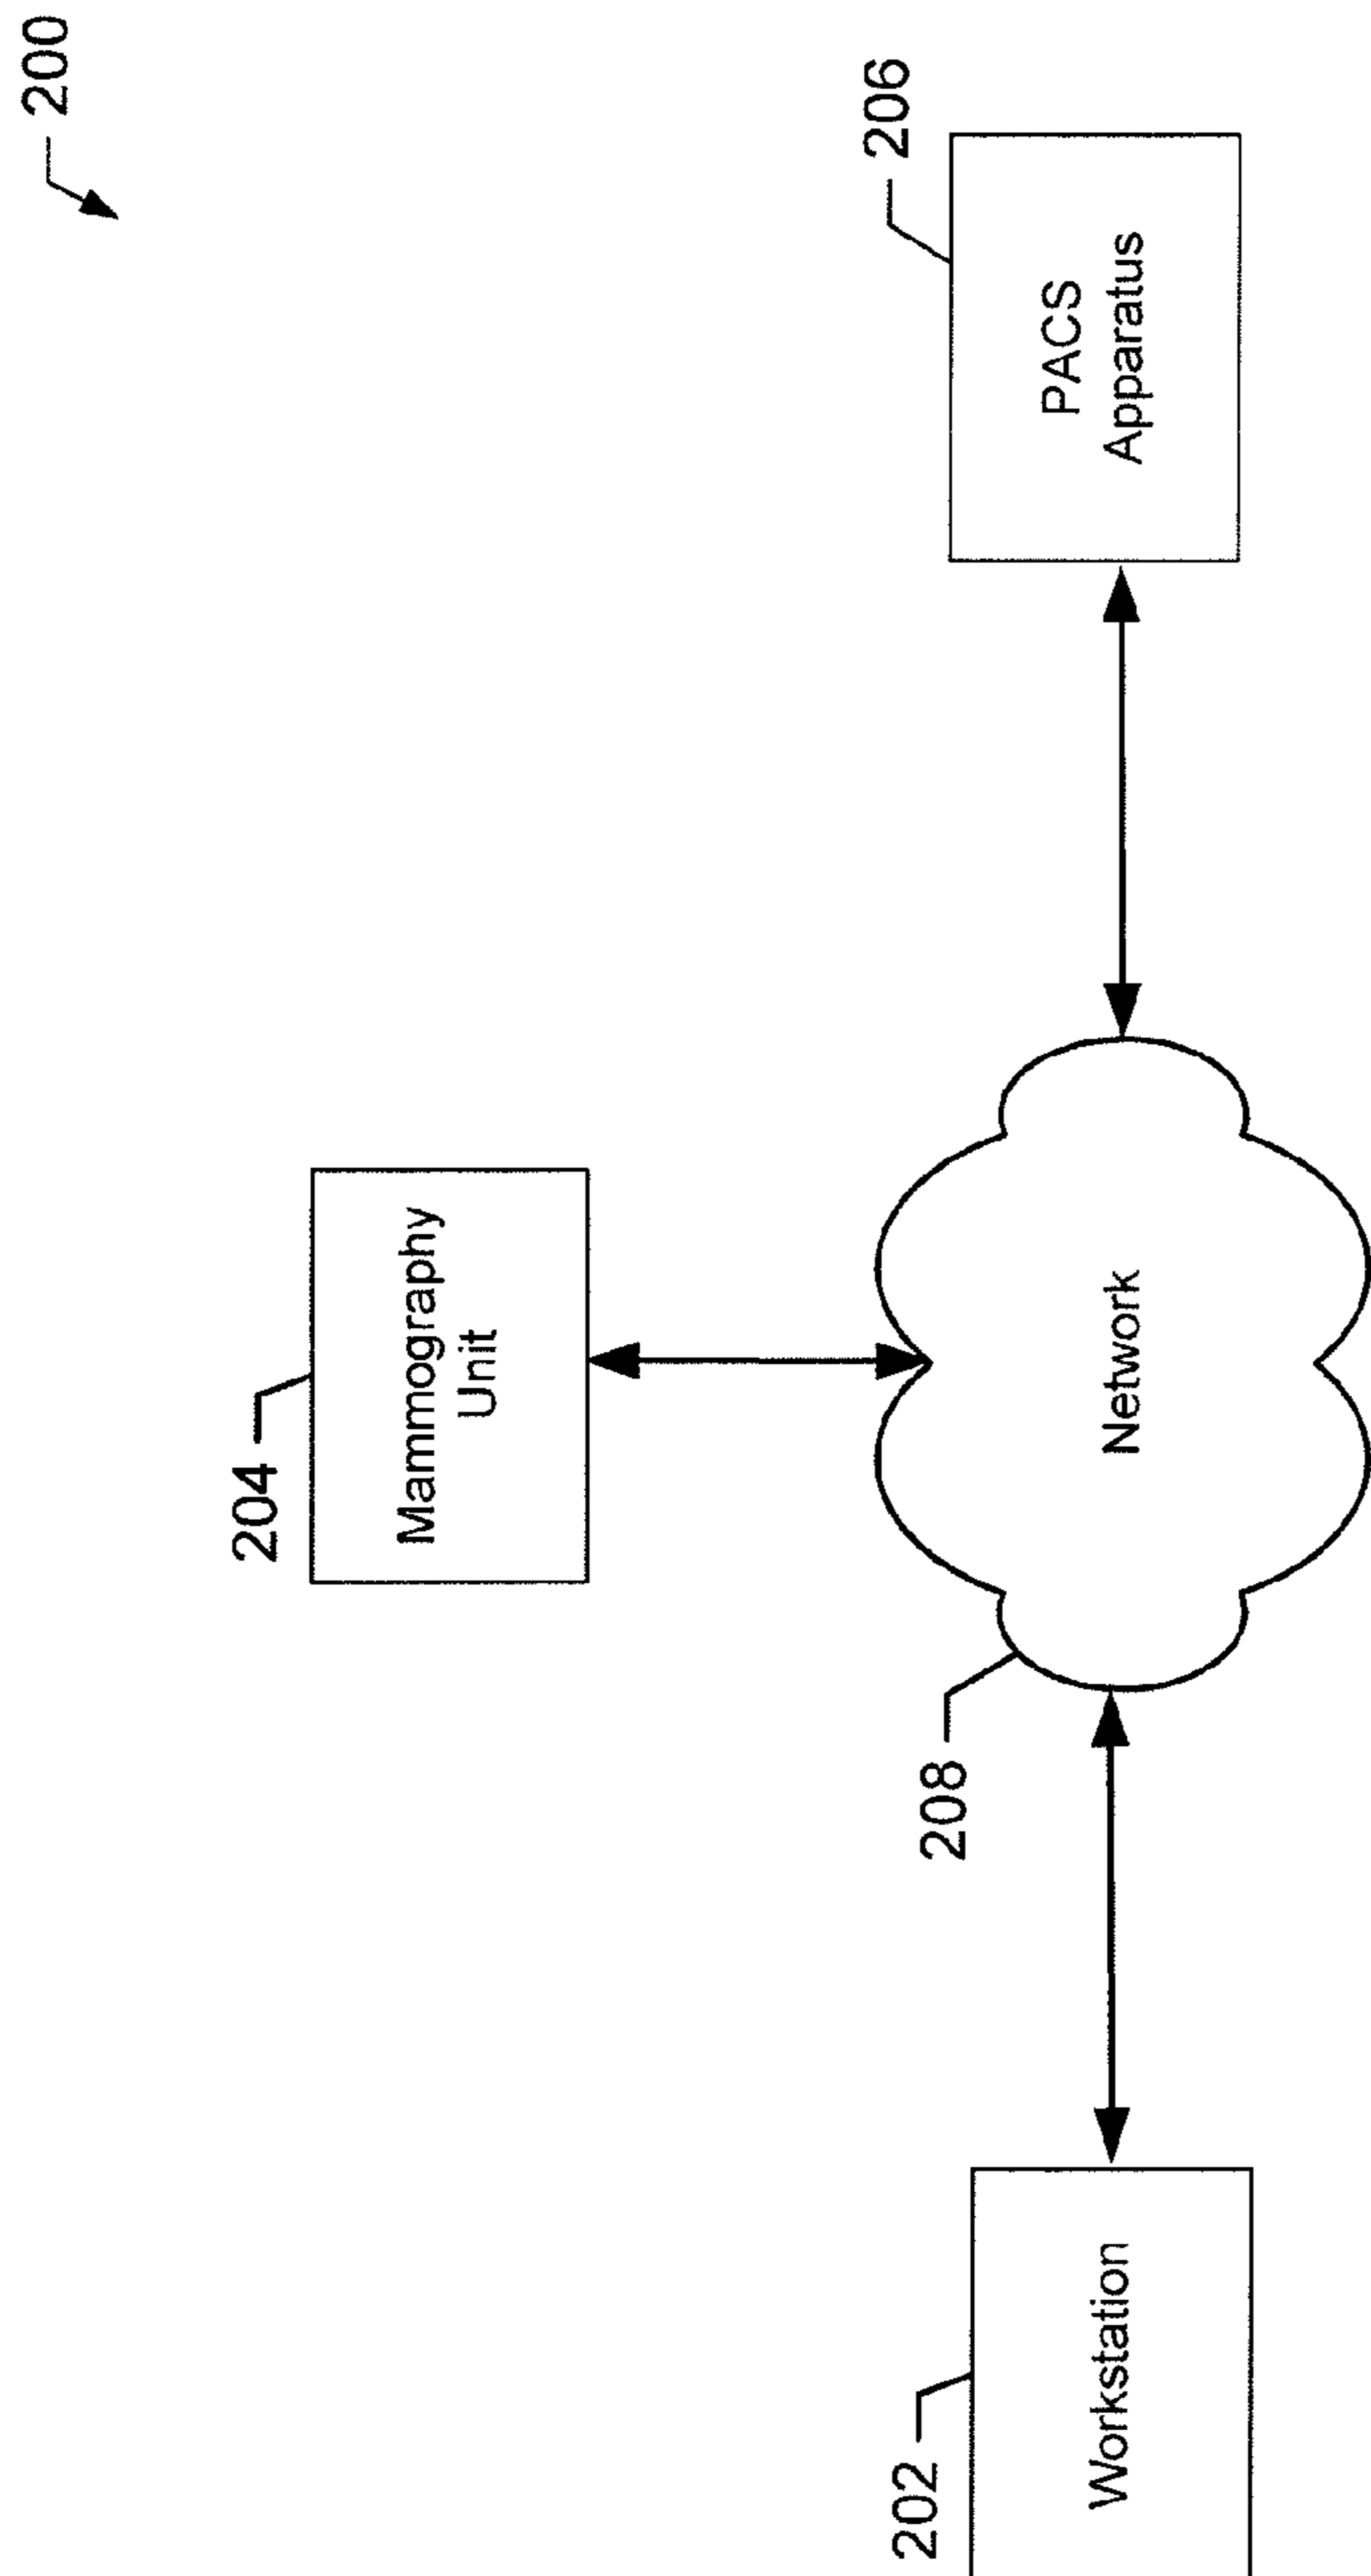 200
204
Mammography
Unit
206
PACS
Apparatus
208
Network
202
Workstation